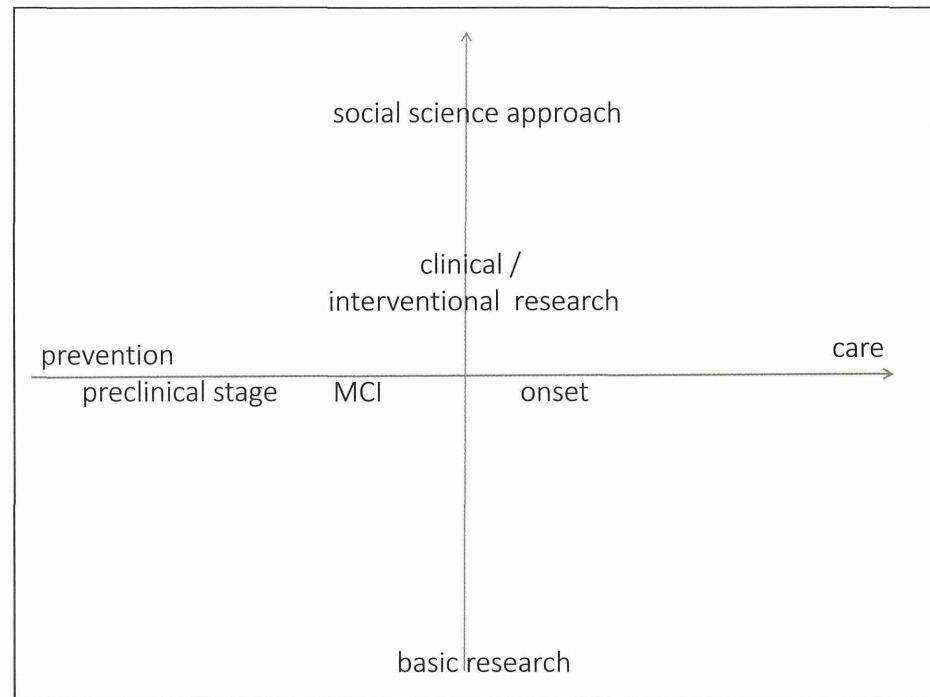 social science approach
clinical /
interventional research
prevention
care
preclinical stage
MCI
onset
basic research